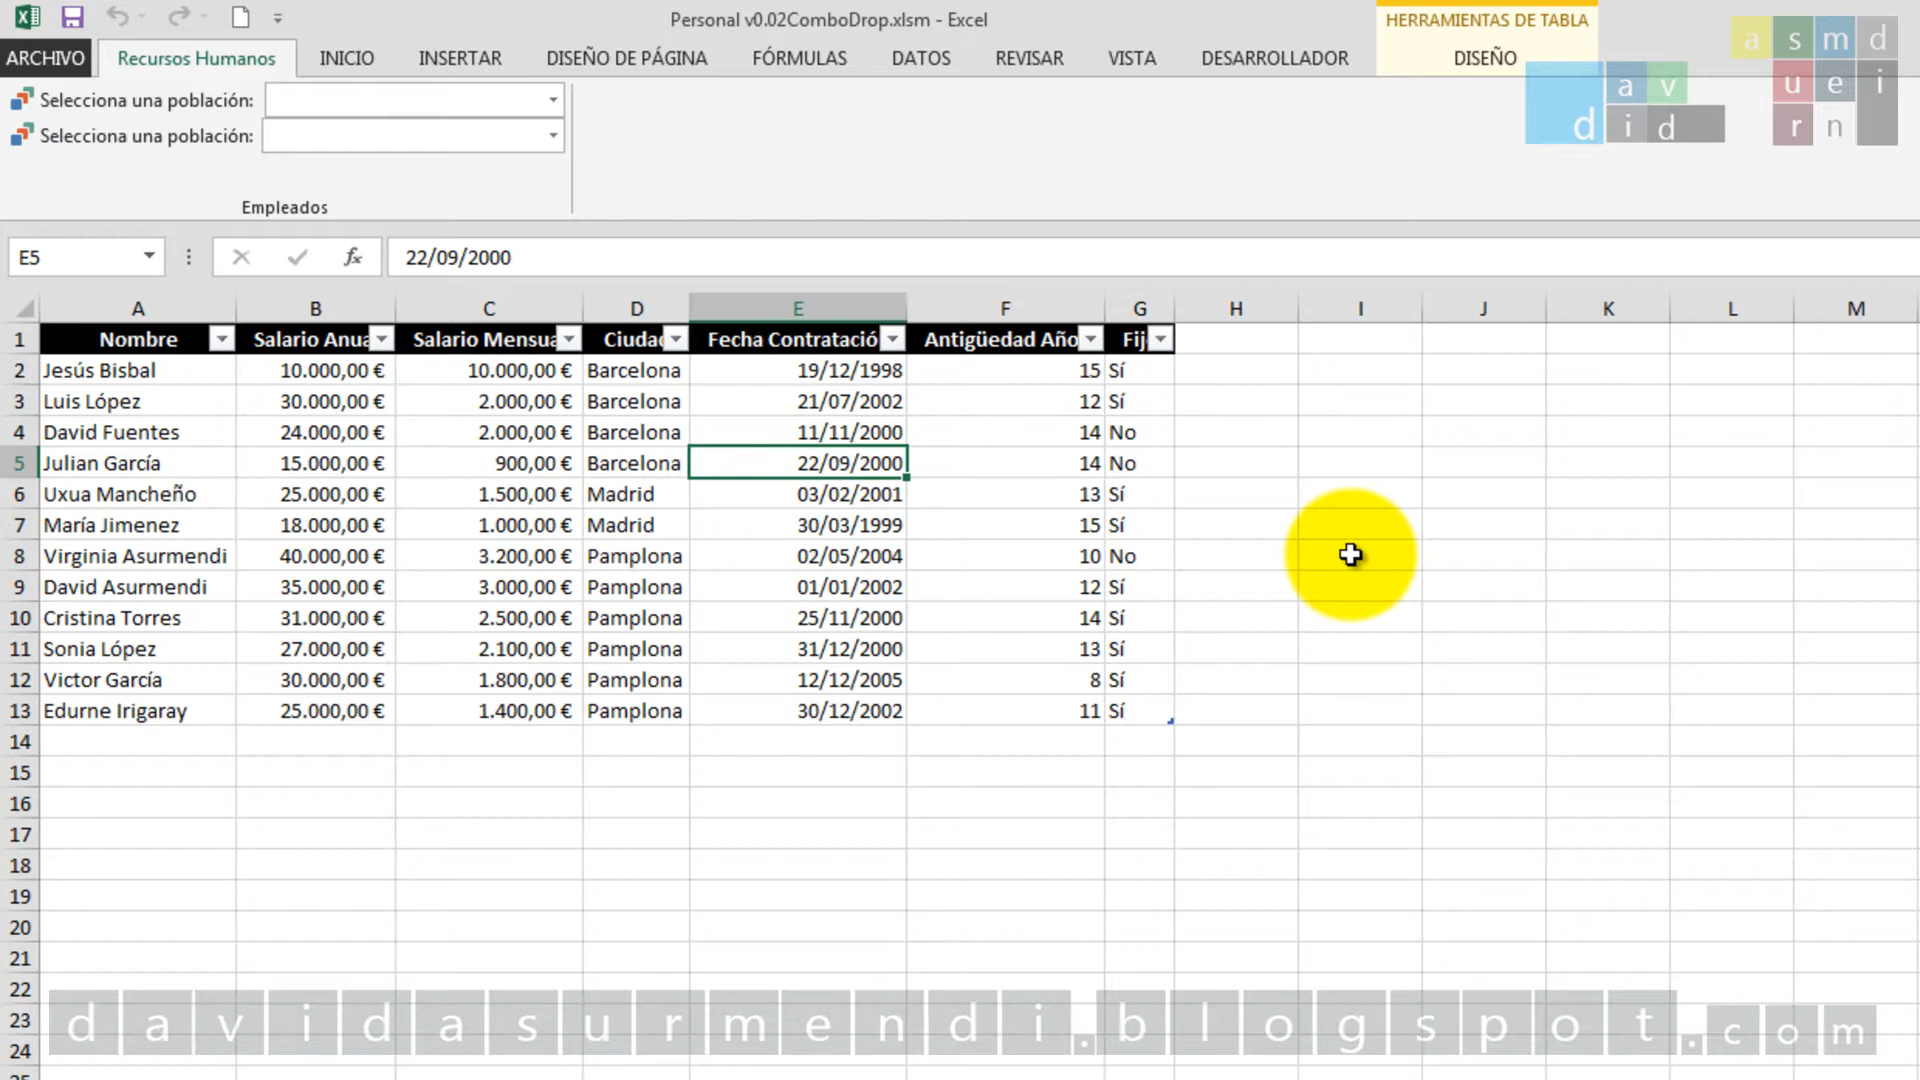 Personal v0.02ComboDrop.xlsm - Excel
HERRAMIENTAS DE TABLA
ARCHIVO Recursos Humanos INICIO INSERTAR DISEÑO DE PÁGINA FÓRMULAS DATOS REVISAR VISTA DESARROLLADOR DISEÑO
a s m d
u e i
r n
d a v
i d
Selecciona una población:
Selecciona una población:
Empleados
E5 fx 22/09/2000
A B C D E F G H I J K L M
1 Nombre Salario Anua Salario Mensua Ciudad Fecha Contratació Antigüedad Año Fij
2 Jesús Bisbal 10.000,00 € 10.000,00 € Barcelona 19/12/1998 15 Sí
3 Luis López 30.000,00 € 2.000,00 € Barcelona 21/07/2002 12 Sí
4 David Fuentes 24.000,00 € 2.000,00 € Barcelona 11/11/2000 14 No
5 Julian García 15.000,00 € 900,00 € Barcelona 22/09/2000 14 No
6 Uxua Mancheño 25.000,00 € 1.500,00 € Madrid 03/02/2001 13 Sí
7 María Jimenez 18.000,00 € 1.000,00 € Madrid 30/03/1999 15 Sí
8 Virginia Asurmendi 40.000,00 € 3.200,00 € Pamplona 02/05/2004 10 No
9 David Asurmendi 35.000,00 € 3.000,00 € Pamplona 01/01/2002 12 Sí
10 Cristina Torres 31.000,00 € 2.500,00 € Pamplona 25/11/2000 14 Sí
11 Sonia López 27.000,00 € 2.100,00 € Pamplona 31/12/2000 13 Sí
12 Victor García 30.000,00 € 1.800,00 € Pamplona 12/12/2005 8 Sí
13 Edurne Irigaray 25.000,00 € 1.400,00 € Pamplona 30/12/2002 11 Sí
14
15
16
17
18
19
20
21
22
23
24
davidasurmendi.blogspot.com